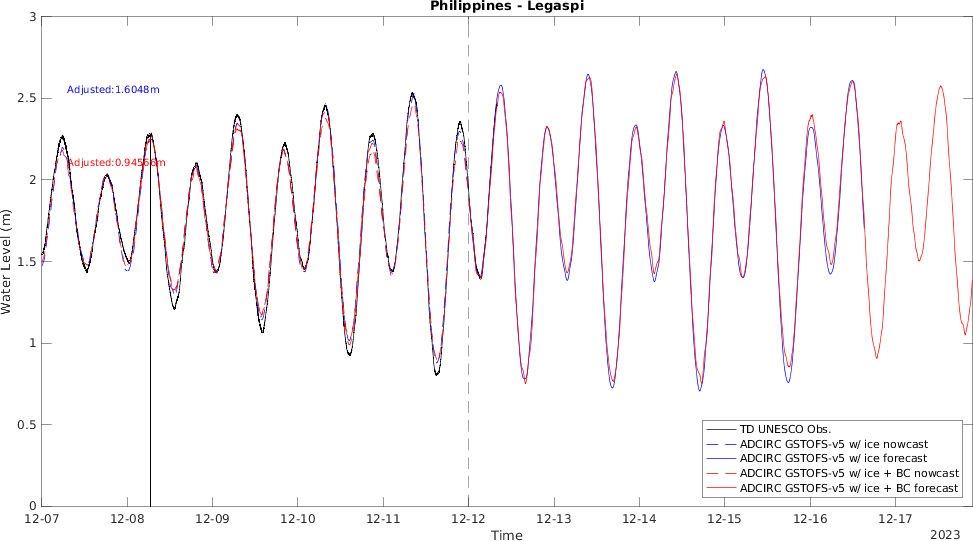 Philippines - Legaspi
3
2.5
2
1.5
1
0.5
0
Water Level (m)
Adjusted:1.6048m
TD UNESCO Obs.
ADCIRC GSTOFS-v5 w/ ice nowcast
ADCIRC GSTOFS-v5 w/ ice forecast
ADCIRC GSTOFS-v5 w/ ice + BC nowcast
ADCIRC GSTOFS-v5 w/ ice + BC forecast
12-07 12-08 12-09 12-10 12-11 12-12 12-13 12-14 12-15 12-16 12-17
Time
2023